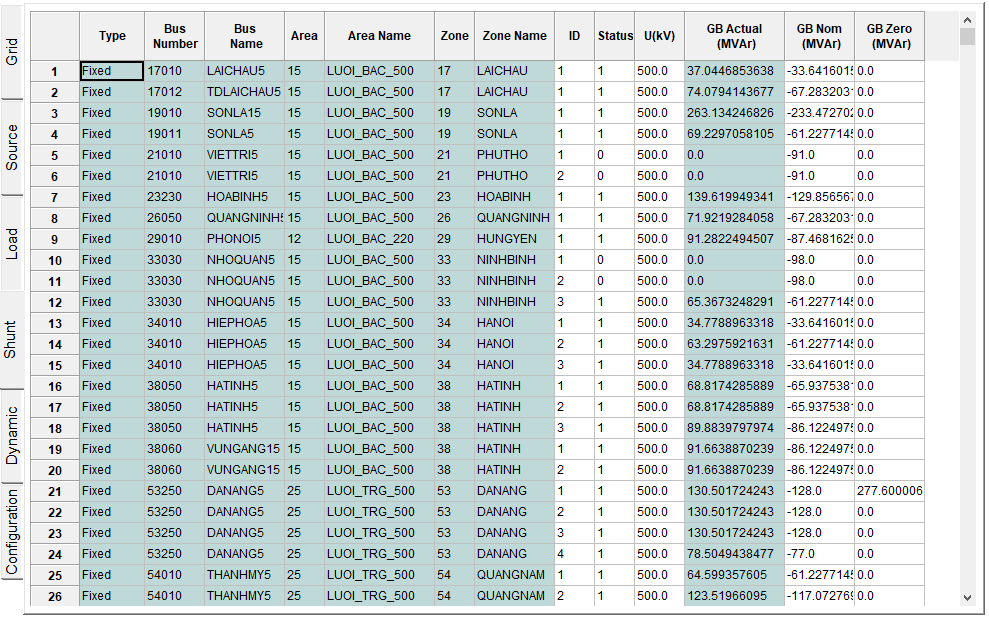 Grid
Source
Load
Shunt
Dynamic
Configuration
Type Bus Number Bus Name Area Area Name Zone Zone Name ID Status U(kV) GB Actual (MVAr) GB Nom (MVAr) GB Zero (MVAr)
1 Fixed 17010 LAICHAU5 15 LUOI_BAC_500 17 LAICHAU 1 1 500.0 37.0446853638 -33.6416015 0.0
2 Fixed 17012 TDLAICHAU5 15 LUOI_BAC_500 17 LAICHAU 1 1 500.0 74.0794143677 -67.2832031 0.0
3 Fixed 19010 SONLA15 15 LUOI_BAC_500 19 SONLA 1 1 500.0 263.134246826 -233.472702 0.0
4 Fixed 19011 SONLA5 15 LUOI_BAC_500 19 SONLA 1 1 500.0 69.2297058105 -61.2277145 0.0
5 Fixed 21010 VIETTRI5 15 LUOI_BAC_500 21 PHUTHO 1 0 500.0 0.0 -91.0 0.0
6 Fixed 21010 VIETTRI5 15 LUOI_BAC_500 21 PHUTHO 2 0 500.0 0.0 -91.0 0.0
7 Fixed 23230 HOABINH5 15 LUOI_BAC_500 23 HOABINH 1 1 500.0 139.619949341 -129.856567 0.0
8 Fixed 26050 QUANGNINH5 15 LUOI_BAC_500 26 QUANGNINH 1 1 500.0 71.9219284058 -67.2832031 0.0
9 Fixed 29010 PHONOI5 12 LUOI_BAC_220 29 HUNGYEN 1 1 500.0 91.2822494507 -87.4681625 0.0
10 Fixed 33030 NHOQUAN5 15 LUOI_BAC_500 33 NINHBINH 1 0 500.0 0.0 -98.0 0.0
11 Fixed 33030 NHOQUAN5 15 LUOI_BAC_500 33 NINHBINH 2 0 500.0 0.0 -98.0 0.0
12 Fixed 33030 NHOQUAN5 15 LUOI_BAC_500 33 NINHBINH 3 1 500.0 65.3673248291 -61.2277145 0.0
13 Fixed 34010 HIEPHOA5 15 LUOI_BAC_500 34 HANOI 1 1 500.0 34.7788963318 -33.6416015 0.0
14 Fixed 34010 HIEPHOA5 15 LUOI_BAC_500 34 HANOI 2 1 500.0 63.2975921631 -61.2277145 0.0
15 Fixed 34010 HIEPHOA5 15 LUOI_BAC_500 34 HANOI 3 1 500.0 34.7788963318 -33.6416015 0.0
16 Fixed 38050 HATINH5 15 LUOI_BAC_500 38 HATINH 1 1 500.0 68.8174285889 -65.9375381 0.0
17 Fixed 38050 HATINH5 15 LUOI_BAC_500 38 HATINH 2 1 500.0 68.8174285889 -65.9375381 0.0
18 Fixed 38050 HATINH5 15 LUOI_BAC_500 38 HATINH 3 1 500.0 89.8839797974 -86.1224975 0.0
19 Fixed 38060 VUNGANG15 15 LUOI_BAC_500 38 HATINH 1 1 500.0 91.6638870239 -86.1224975 0.0
20 Fixed 38060 VUNGANG15 15 LUOI_BAC_500 38 HATINH 2 1 500.0 91.6638870239 -86.1224975 0.0
21 Fixed 53250 DANANG5 25 LUOI_TRG_500 53 DANANG 1 1 500.0 130.501724243 -128.0 277.600006
22 Fixed 53250 DANANG5 25 LUOI_TRG_500 53 DANANG 2 1 500.0 130.501724243 -128.0 0.0
23 Fixed 53250 DANANG5 25 LUOI_TRG_500 53 DANANG 3 1 500.0 130.501724243 -128.0 0.0
24 Fixed 53250 DANANG5 25 LUOI_TRG_500 53 DANANG 4 1 500.0 78.5049438477 -77.0 0.0
25 Fixed 54010 THANHMY5 25 LUOI_TRG_500 54 QUANGNAM 1 1 500.0 64.599357605 -61.2277145 0.0
26 Fixed 54010 THANHMY5 25 LUOI_TRG_500 54 QUANGNAM 2 1 500.0 123.51966095 -117.072769 0.0